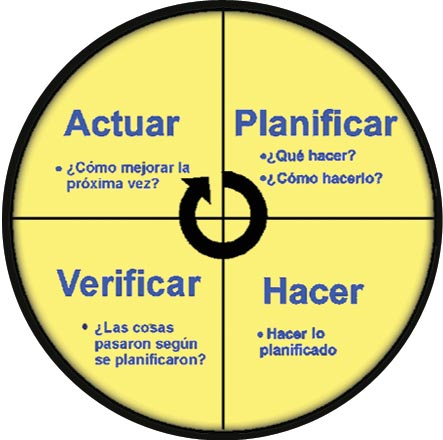 Actuar
• ¿Cómo mejorar la
próxima vez?
Planificar
•¿Qué hacer?
•¿Cómo hacerlo?
Verificar
• ¿Las cosas
pasaron según
se planificaron?
Hacer
• Hacer lo
planificado